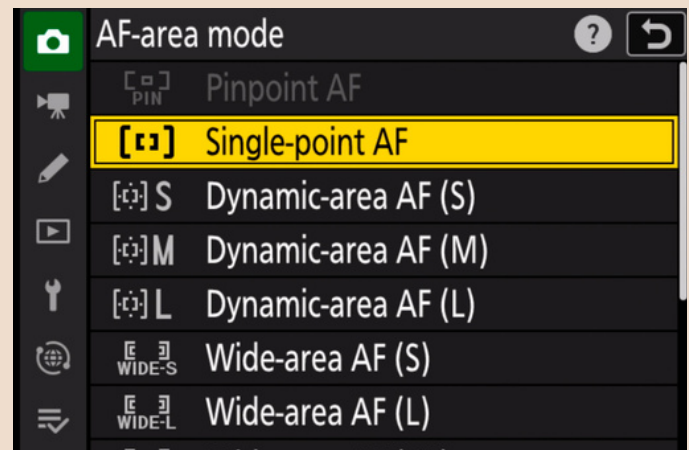 AF-area mode ?
PIN Pinpoint AF
Single-point AF
S Dynamic-area AF (S)
M Dynamic-area AF (M)
L Dynamic-area AF (L)
WIDE-S Wide-area AF (S)
WIDE-L Wide-area AF (L)